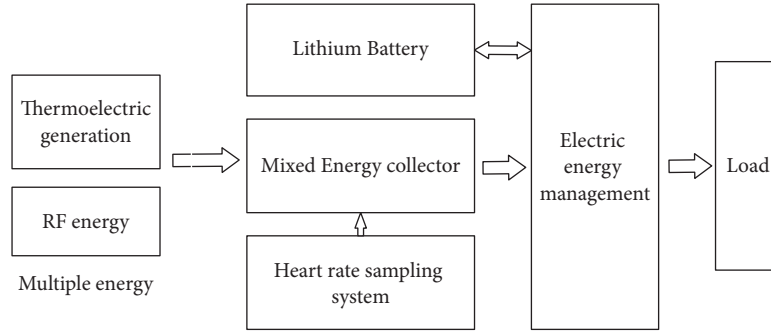 Thermoelectric
generation
RF energy
Multiple energy
Lithium Battery
Mixed Energy collector
Heart rate sampling
system
Electric
energy
management
Load